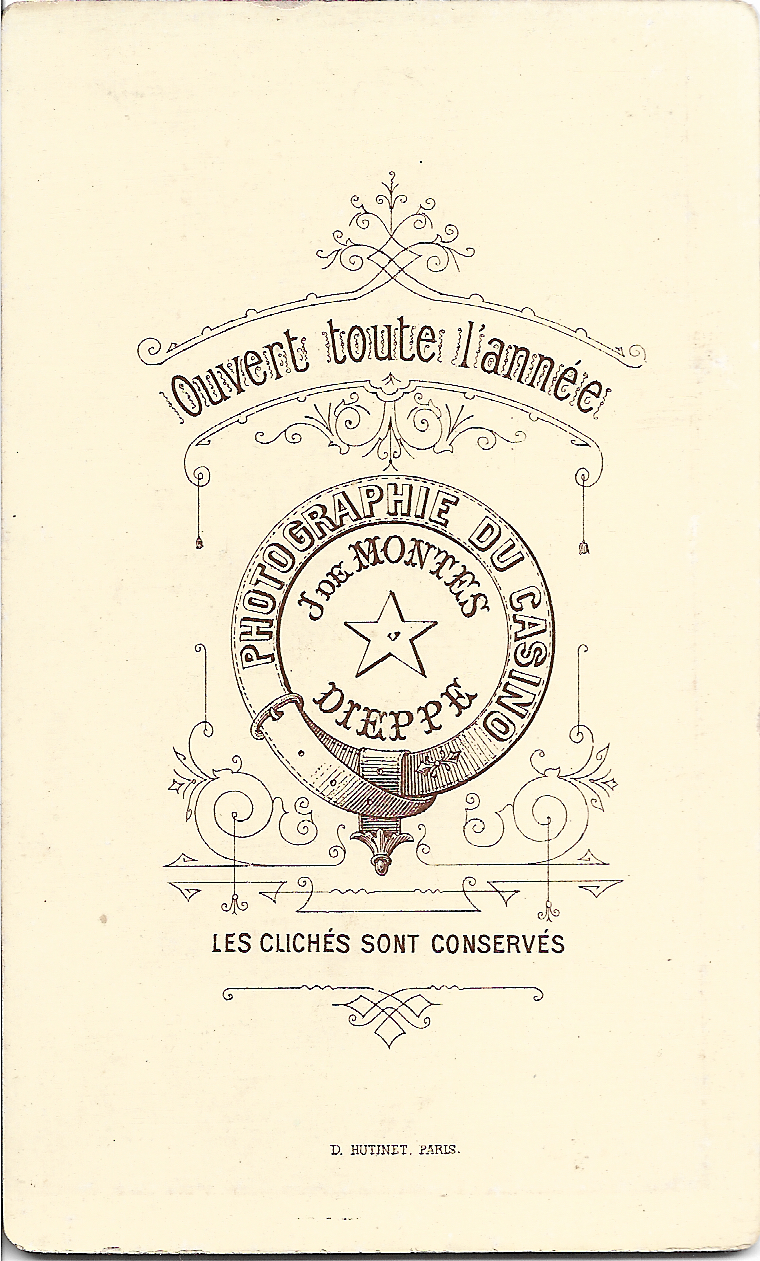 Ouvert toute l'année
PHOTOGRAPHIE DU CASINO
J DE MONTES
DIEPPE
LES CLICHÉS SONT CONSERVÉS
D. HUTINET. PARIS.